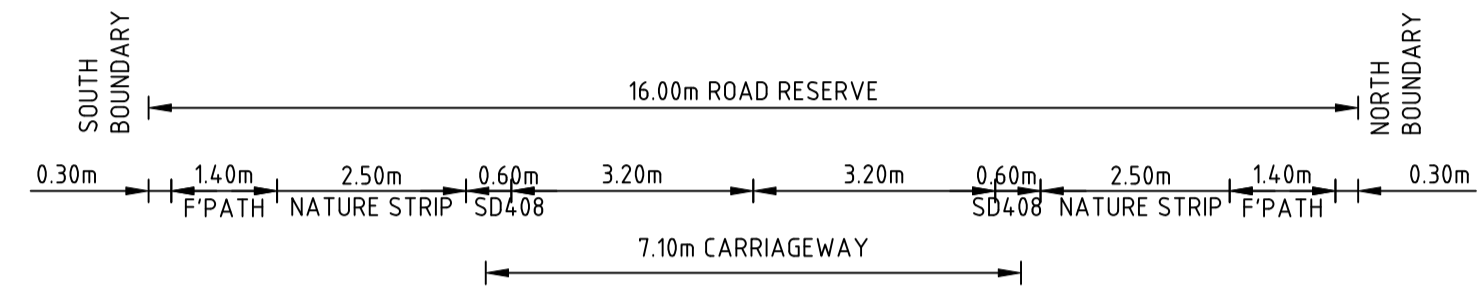 SOUTH
BOUNDARY
16.00m ROAD RESERVE
NORTH
BOUNDARY
0.30m 1.40m 2.50m 0.60m 3.20m 3.20m 0.60m 2.50m 1.40m 0.30m
F'PATH NATURE STRIP SD408 SD408 NATURE STRIP F'PATH
7.10m CARRIAGEWAY